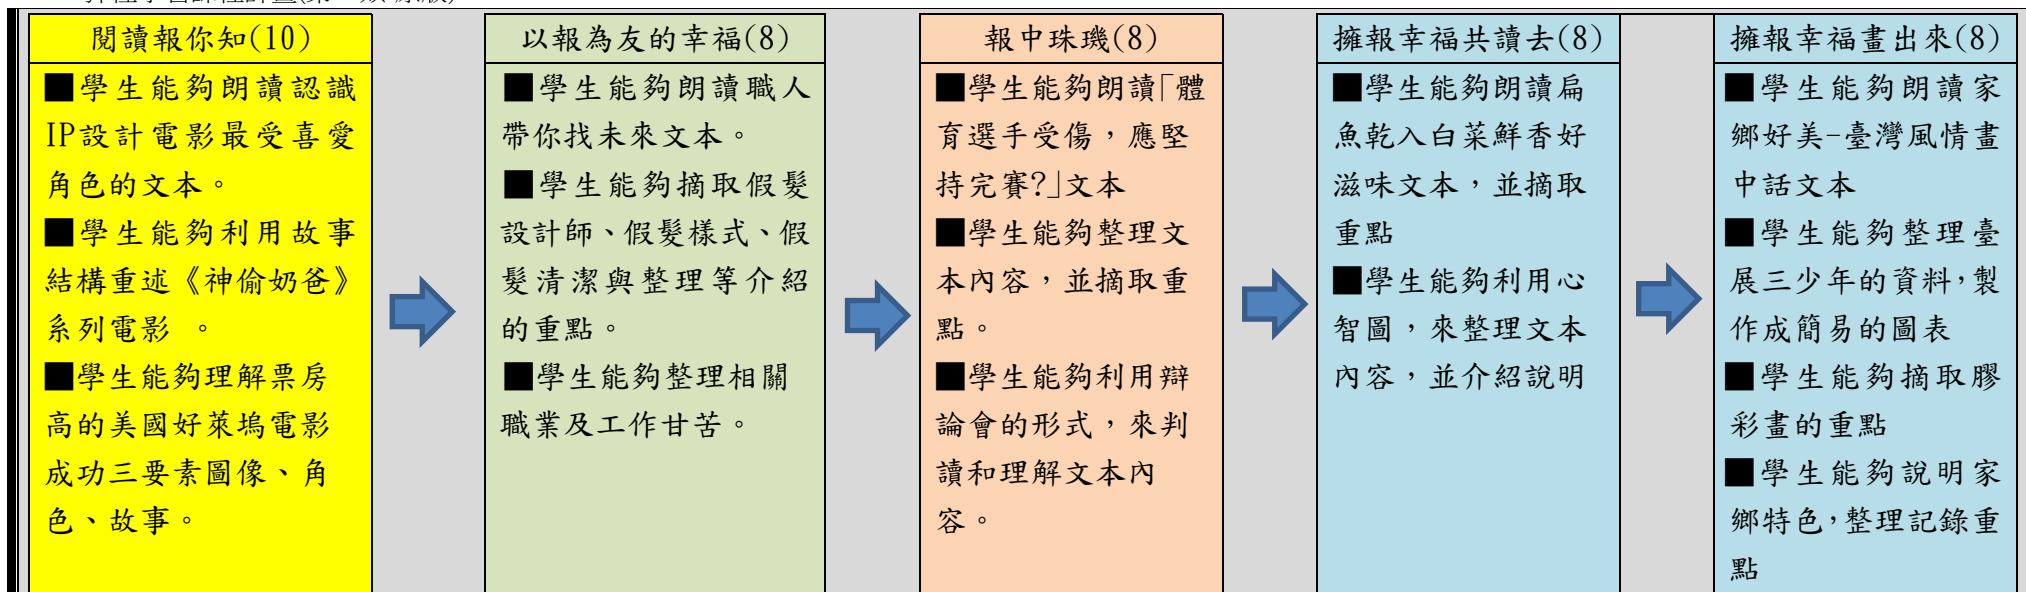 閱讀報你知(10)
■學生能夠朗讀認識
IP設計電影最受喜愛
角色的文本。
■學生能夠利用故事
結構重述《神偷奶爸》
系列電影 。
■學生能夠理解票房
高的美國好萊塢電影
成功三要素圖像、角
色、故事。
以報為友的幸福(8)
■學生能夠朗讀職人
帶你找未來文本。
■學生能夠摘取假髮
設計師、假髮樣式、假
髮清潔與整理等介紹
的重點。
■學生能夠整理相關
職業及工作甘苦。
報中珠璣(8)
■學生能夠朗讀「體
育選手受傷，應堅
持完賽?」文本
■學生能夠整理文
本內容，並摘取重
點。
■學生能夠利用辯
論會的形式，來判
讀和理解文本內
容。
擁報幸福共讀去(8)
■學生能夠朗讀扁
魚乾入白菜鮮香好
滋味文本，並摘取
重點
■學生能夠利用心
智圖，來整理文本
內容，並介紹說明
擁報幸福畫出來(8)
■學生能夠朗讀家
鄉好美-臺灣風情畫
中話文本
■學生能夠整理臺
展三少年的資料，製
作成簡易的圖表
■學生能夠摘取膠
彩畫的重點
■學生能夠說明家
鄉特色，整理記錄重
點